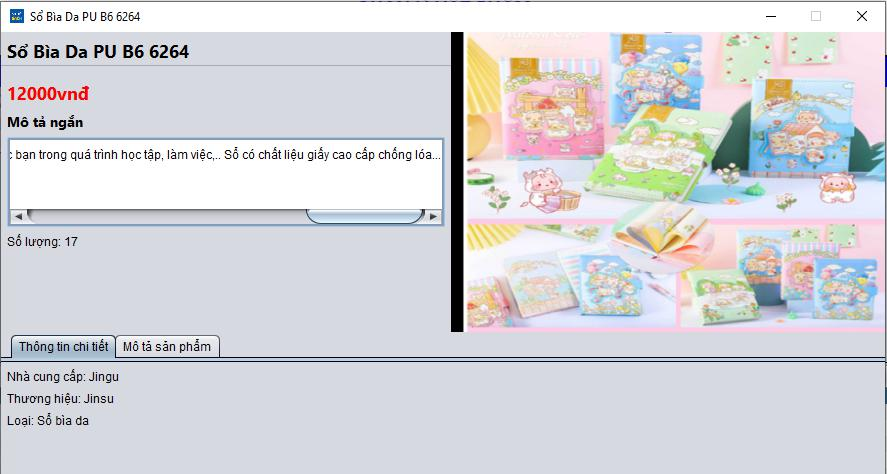 Sổ Bìa Da PU B6 6264
Sổ Bìa Da PU B6 6264
12000vnđ
Mô tả ngắn
bạn trong quá trình học tập, làm việc,.. Sổ có chất liệu giấy cao cấp chống lóa...
Số lượng: 17
Thông tin chi tiết
Mô tả sản phẩm
Nhà cung cấp: Jingu
Thương hiệu: Jinsu
Loại: Sổ bìa da